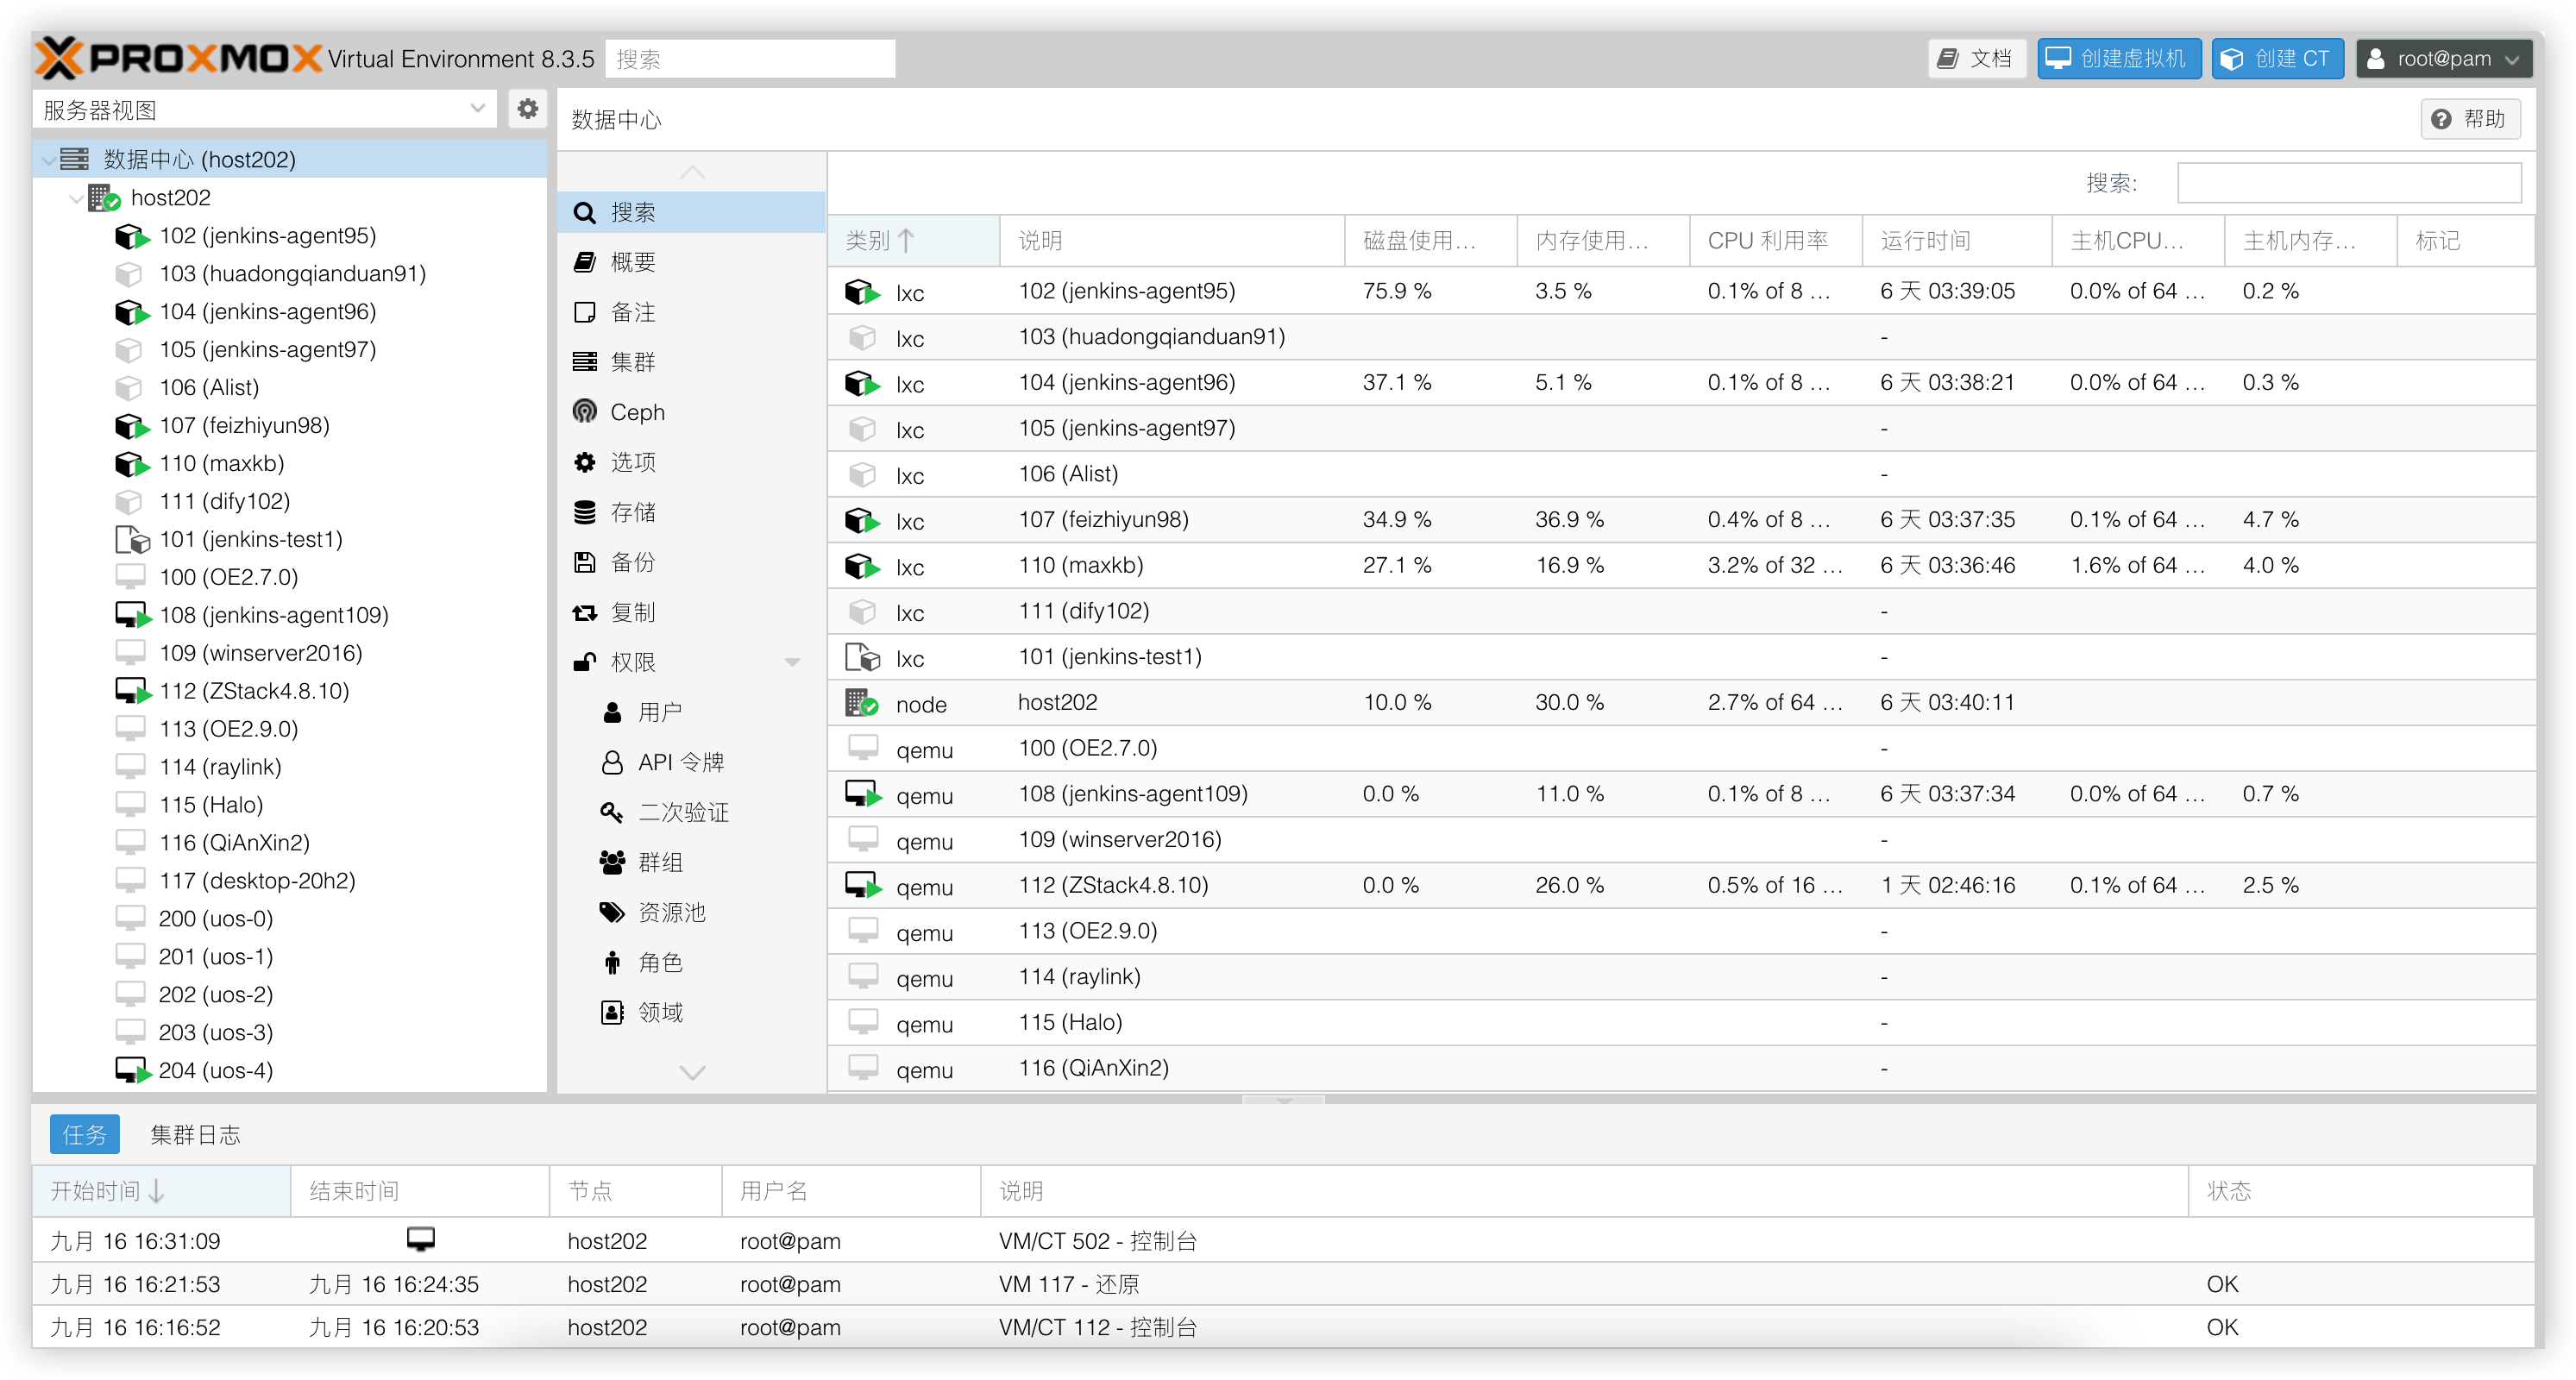 PROXMOX Virtual Environment 8.3.5 搜索 文档 创建虚拟机 创建 CT root@pam
服务器视图
数据中心 (host202)
host202
102 (jenkins-agent95)
103 (huadongqianduan91)
104 (jenkins-agent96)
105 (jenkins-agent97)
106 (Alist)
107 (feizhiyun98)
110 (maxkb)
111 (dify102)
101 (jenkins-test1)
100 (OE2.7.0)
108 (jenkins-agent109)
109 (winserver2016)
112 (ZStack4.8.10)
113 (OE2.9.0)
114 (raylink)
115 (Halo)
116 (QiAnXin2)
117 (desktop-20h2)
200 (uos-0)
201 (uos-1)
202 (uos-2)
203 (uos-3)
204 (uos-4)
数据中心 帮助
搜索
概要
备注
集群
Ceph
选项
存储
备份
复制
权限
用户
API 令牌
二次验证
群组
资源池
角色
领域
搜索:
类别 说明 磁盘使用... 内存使用... CPU 利用率 运行时间 主机CPU... 主机内存... 标记
lxc 102 (jenkins-agent95) 75.9 % 3.5 % 0.1% of 8 ... 6 天 03:39:05 0.0% of 64 ... 0.2 %
lxc 103 (huadongqianduan91) -
lxc 104 (jenkins-agent96) 37.1 % 5.1 % 0.1% of 8 ... 6 天 03:38:21 0.0% of 64 ... 0.3 %
lxc 105 (jenkins-agent97) -
lxc 106 (Alist) -
lxc 107 (feizhiyun98) 34.9 % 36.9 % 0.4% of 8 ... 6 天 03:37:35 0.1% of 64 ... 4.7 %
lxc 110 (maxkb) 27.1 % 16.9 % 3.2% of 32 ... 6 天 03:36:46 1.6% of 64 ... 4.0 %
lxc 111 (dify102) -
lxc 101 (jenkins-test1) -
node host202 10.0 % 30.0 % 2.7% of 64 ... 6 天 03:40:11
qemu 100 (OE2.7.0) -
qemu 108 (jenkins-agent109) 0.0 % 11.0 % 0.1% of 8 ... 6 天 03:37:34 0.0% of 64 ... 0.7 %
qemu 109 (winserver2016) -
qemu 112 (ZStack4.8.10) 0.0 % 26.0 % 0.5% of 16 ... 1 天 02:46:16 0.1% of 64 ... 2.5 %
qemu 113 (OE2.9.0) -
qemu 114 (raylink) -
qemu 115 (Halo) -
qemu 116 (QiAnXin2) -
任务 集群日志
开始时间 结束时间 节点 用户名 说明 状态
九月 16 16:31:09 host202 root@pam VM/CT 502 - 控制台
九月 16 16:21:53 九月 16 16:24:35 host202 root@pam VM 117 - 还原 OK
九月 16 16:16:52 九月 16 16:20:53 host202 root@pam VM/CT 112 - 控制台 OK